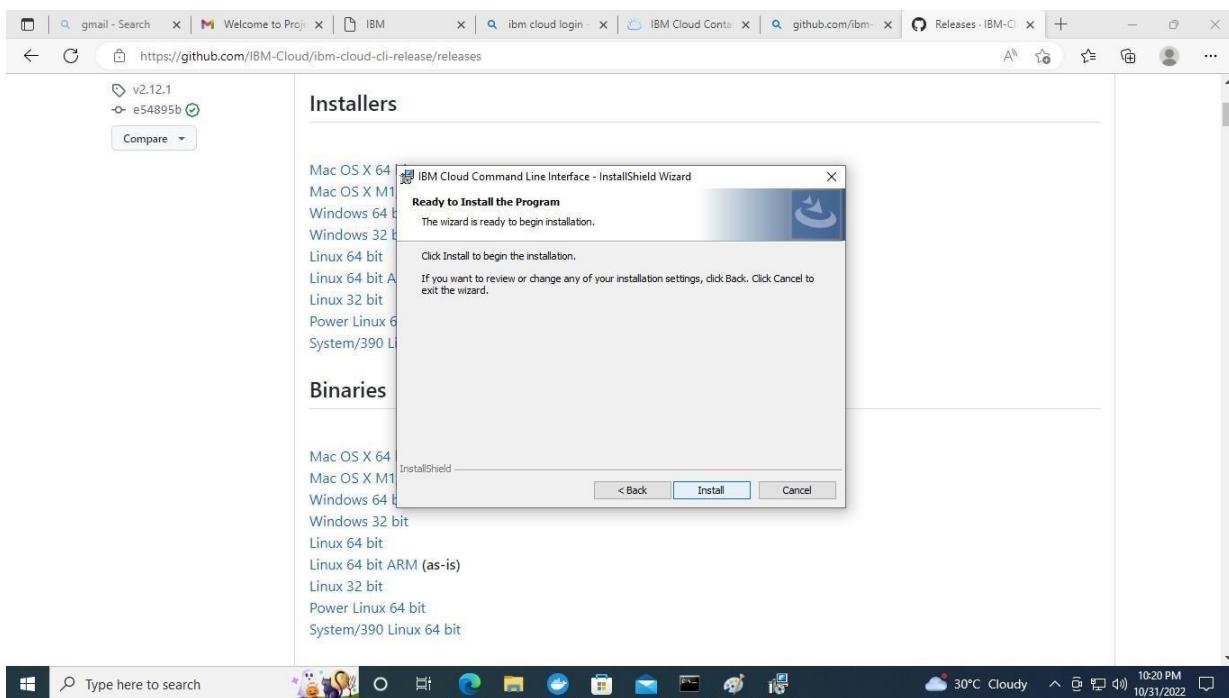 gmail - Search
Welcome to Proje
IBM
ibm cloud login -
IBM Cloud Conta
github.com/ibm-
Releases · IBM-Cl
https://github.com/IBM-Cloud/ibm-cloud-cli-release/releases
v2.12.1
e54895b
Compare
Installers
Mac OS X 64
Mac OS X M1
Windows 64 b
Windows 32 b
Linux 64 bit
Linux 64 bit A
Linux 32 bit
Power Linux 6
System/390 Li
IBM Cloud Command Line Interface - InstallShield Wizard
Ready to Install the Program
The wizard is ready to begin installation.
Click Install to begin the installation.
If you want to review or change any of your installation settings, click Back. Click Cancel to
exit the wizard.
InstallShield
< Back Install Cancel
Binaries
Mac OS X 64
Mac OS X M1
Windows 64 b
Windows 32 bit
Linux 64 bit
Linux 64 bit ARM (as-is)
Linux 32 bit
Power Linux 64 bit
System/390 Linux 64 bit
Type here to search
30°C Cloudy
10:20 PM
10/31/2022